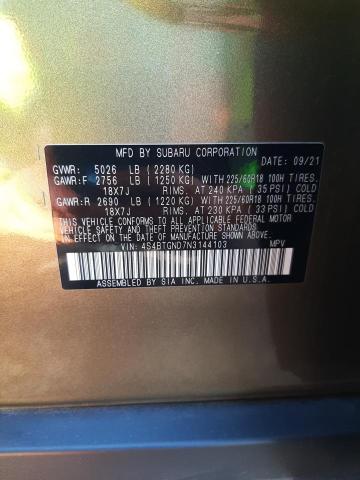 MFD BY SUBARU CORPORATION
DATE: 09/21
GVWR: 5026 LB (2280 KG)
GAWR:F 2756 LB (1250 KG) WITH 225/60R18 100H TIRES.
18X7J RIMS. AT 240 KPA (35 PSI) COLD
GAWR:R 2690 LB (1220 KG) WITH 225/60R18 100H TIRES.
18X7J RIMS. AT 230 KPA (33 PSI) COLD
THIS VEHICLE CONFORMS TO ALL APPLICABLE FEDERAL MOTOR
VEHICLE SAFETY AND THEFT PREVENTION STANDARDS IN
EFFECT ON THE DATE OF MANUFACTURE SHOWN ABOVE.
VIN: 4S4BTGND7N3144103 MPV
ASSEMBLED BY SIA INC. IN U.S.A.